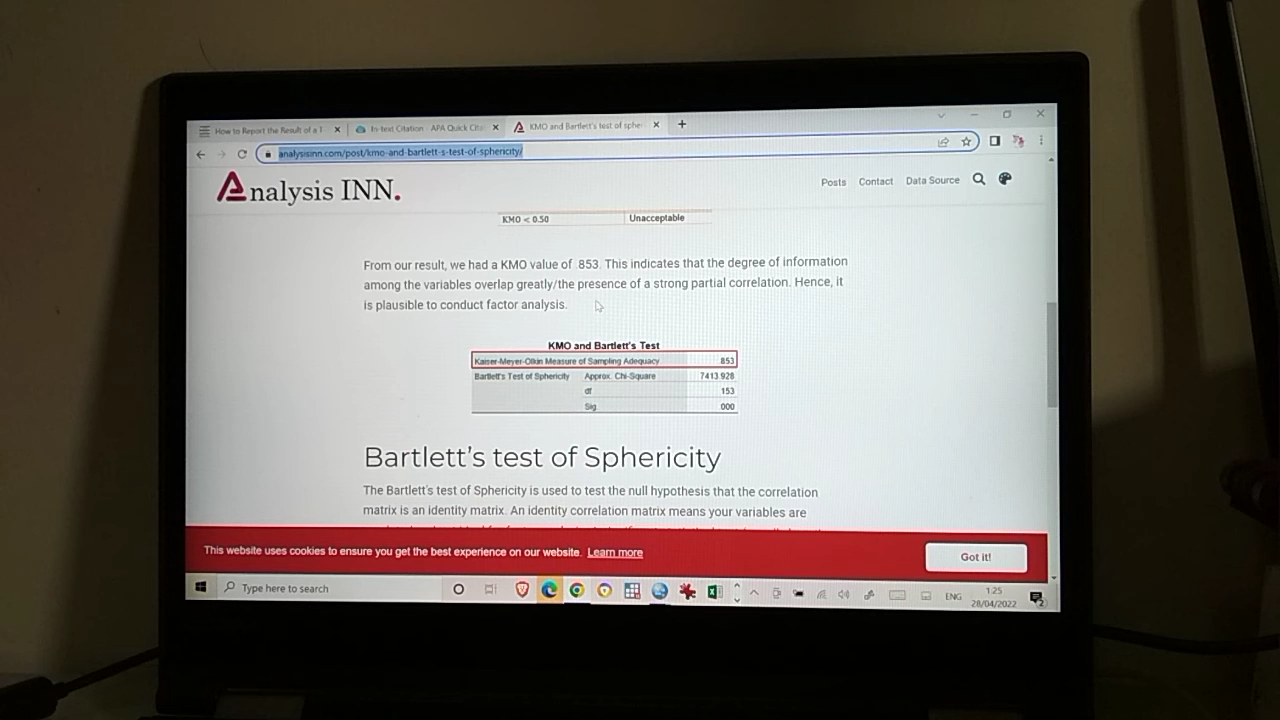 How to Report the Result of a T
In-text Citation - APA Quick Cita
KMO and Bartlett's test of spher
analysisinn.com/post/kmo-and-bartlett-s-test-of-sphericity/
Analysis INN.
Posts Contact Data Source
KMO < 0.50 Unacceptable
From our result, we had a KMO value of .853. This indicates that the degree of information
among the variables overlap greatly/the presence of a strong partial correlation. Hence, it
is plausible to conduct factor analysis.
KMO and Bartlett's Test
Kaiser-Meyer-Olkin Measure of Sampling Adequacy .853
Bartlett's Test of Sphericity Approx. Chi-Square 7413.928
df 153
Sig. .000
Bartlett's test of Sphericity
The Bartlett's test of Sphericity is used to test the null hypothesis that the correlation
matrix is an identity matrix. An identity correlation matrix means your variables are
This website uses cookies to ensure you get the best experience on our website. Learn more
Got it!
Type here to search
ENG
1:25
28/04/2022
2